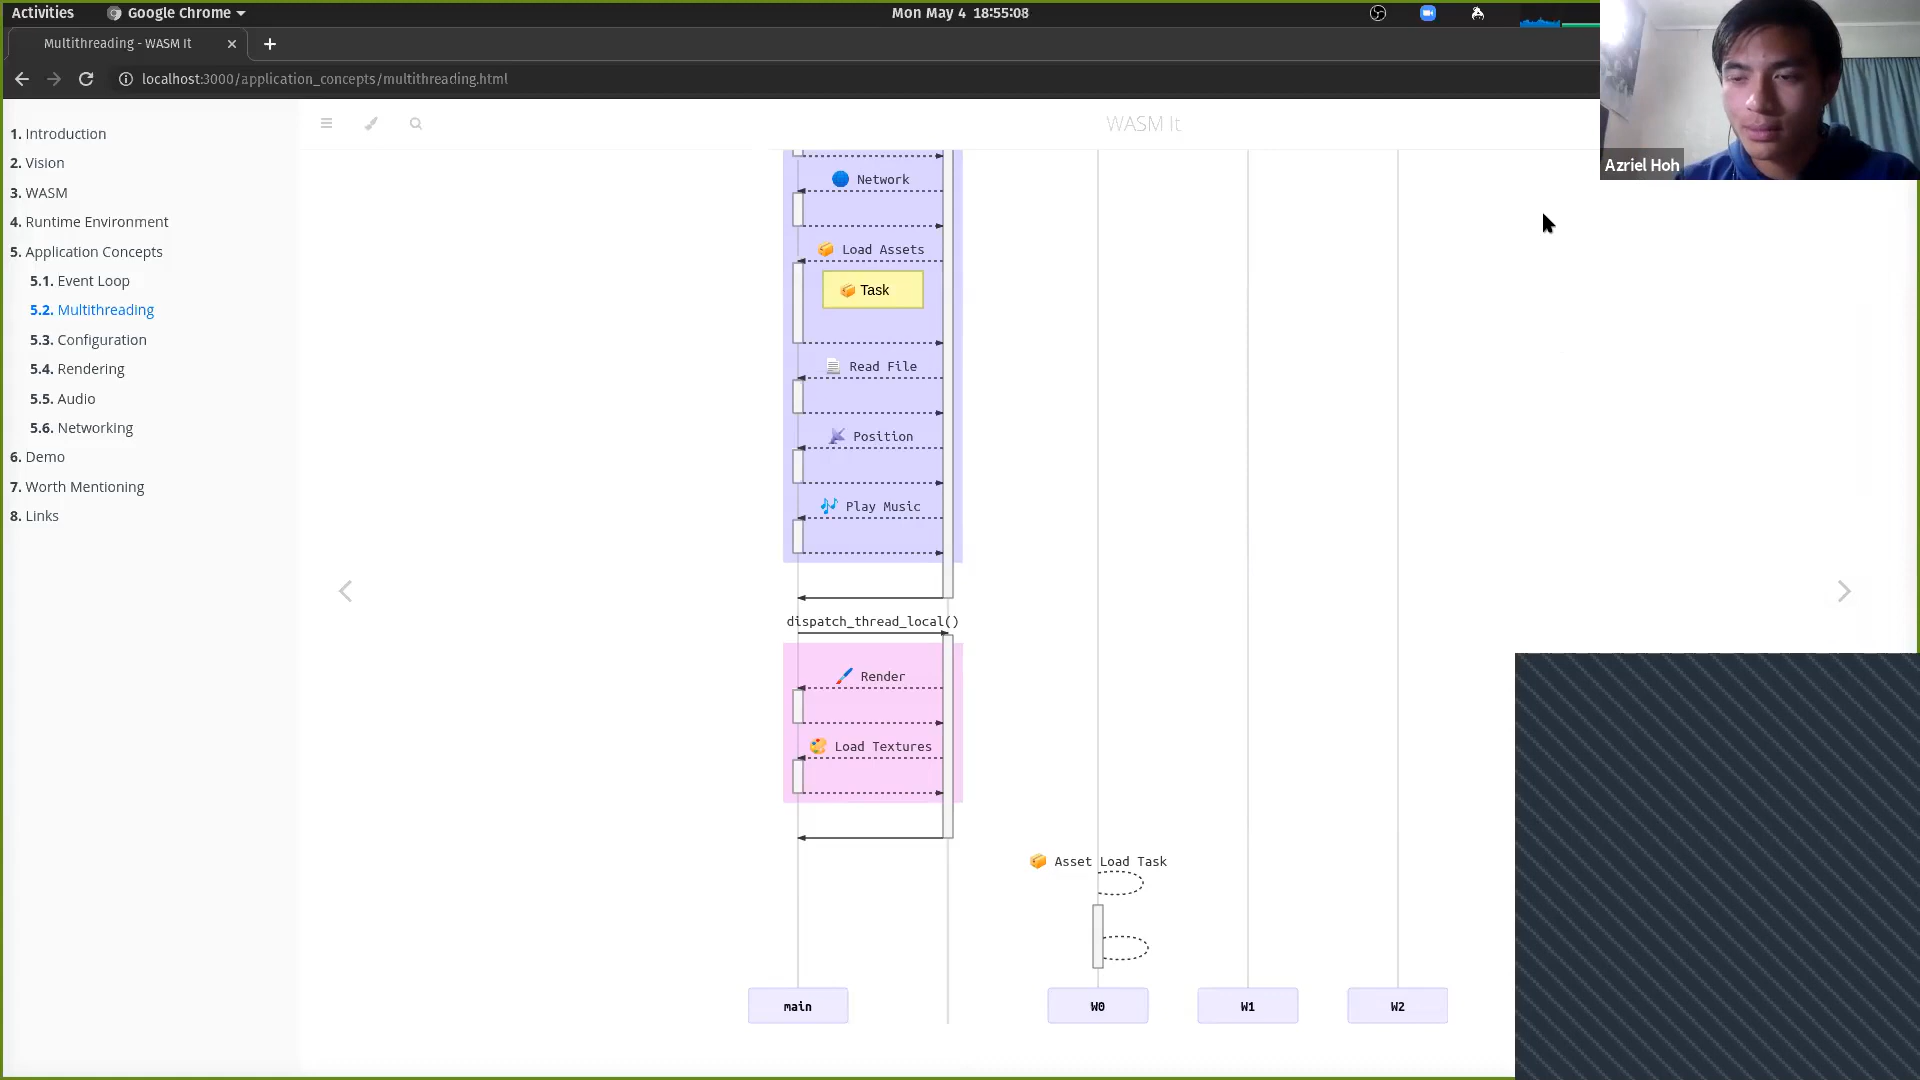 Activities
Google Chrome
Mon May 4 18:55:08
Multithreading - WASM It
localhost:3000/application_concepts/multithreading.html
WASM It
Azriel Hoh
1. Introduction
2. Vision
3. WASM
4. Runtime Environment
5. Application Concepts
5.1. Event Loop
5.2. Multithreading
5.3. Configuration
5.4. Rendering
5.5. Audio
5.6. Networking
6. Demo
7. Worth Mentioning
8. Links
Network
Load Assets
Task
Read File
Position
Play Music
dispatch_thread_local()
Render
Load Textures
Asset Load Task
main
W0
W1
W2